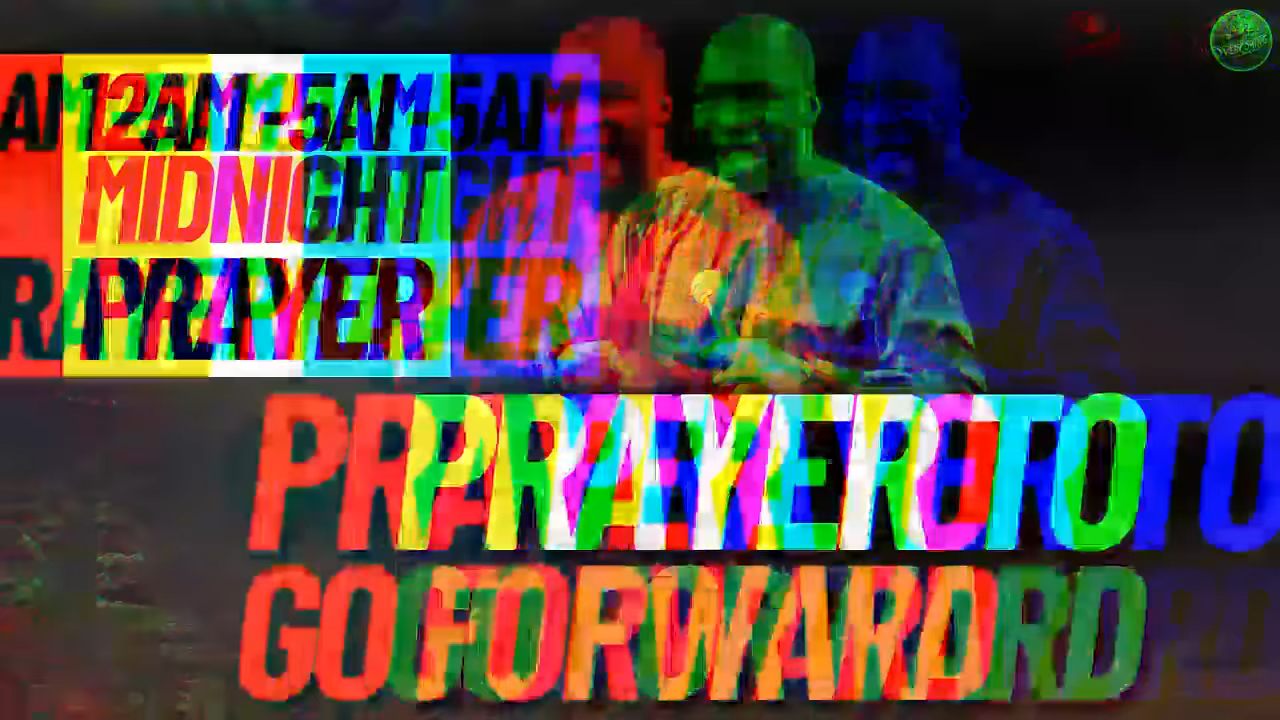 12AM-5AM
MIDNIGHT
PRAYER
PRAYER TO
GO FORWARD